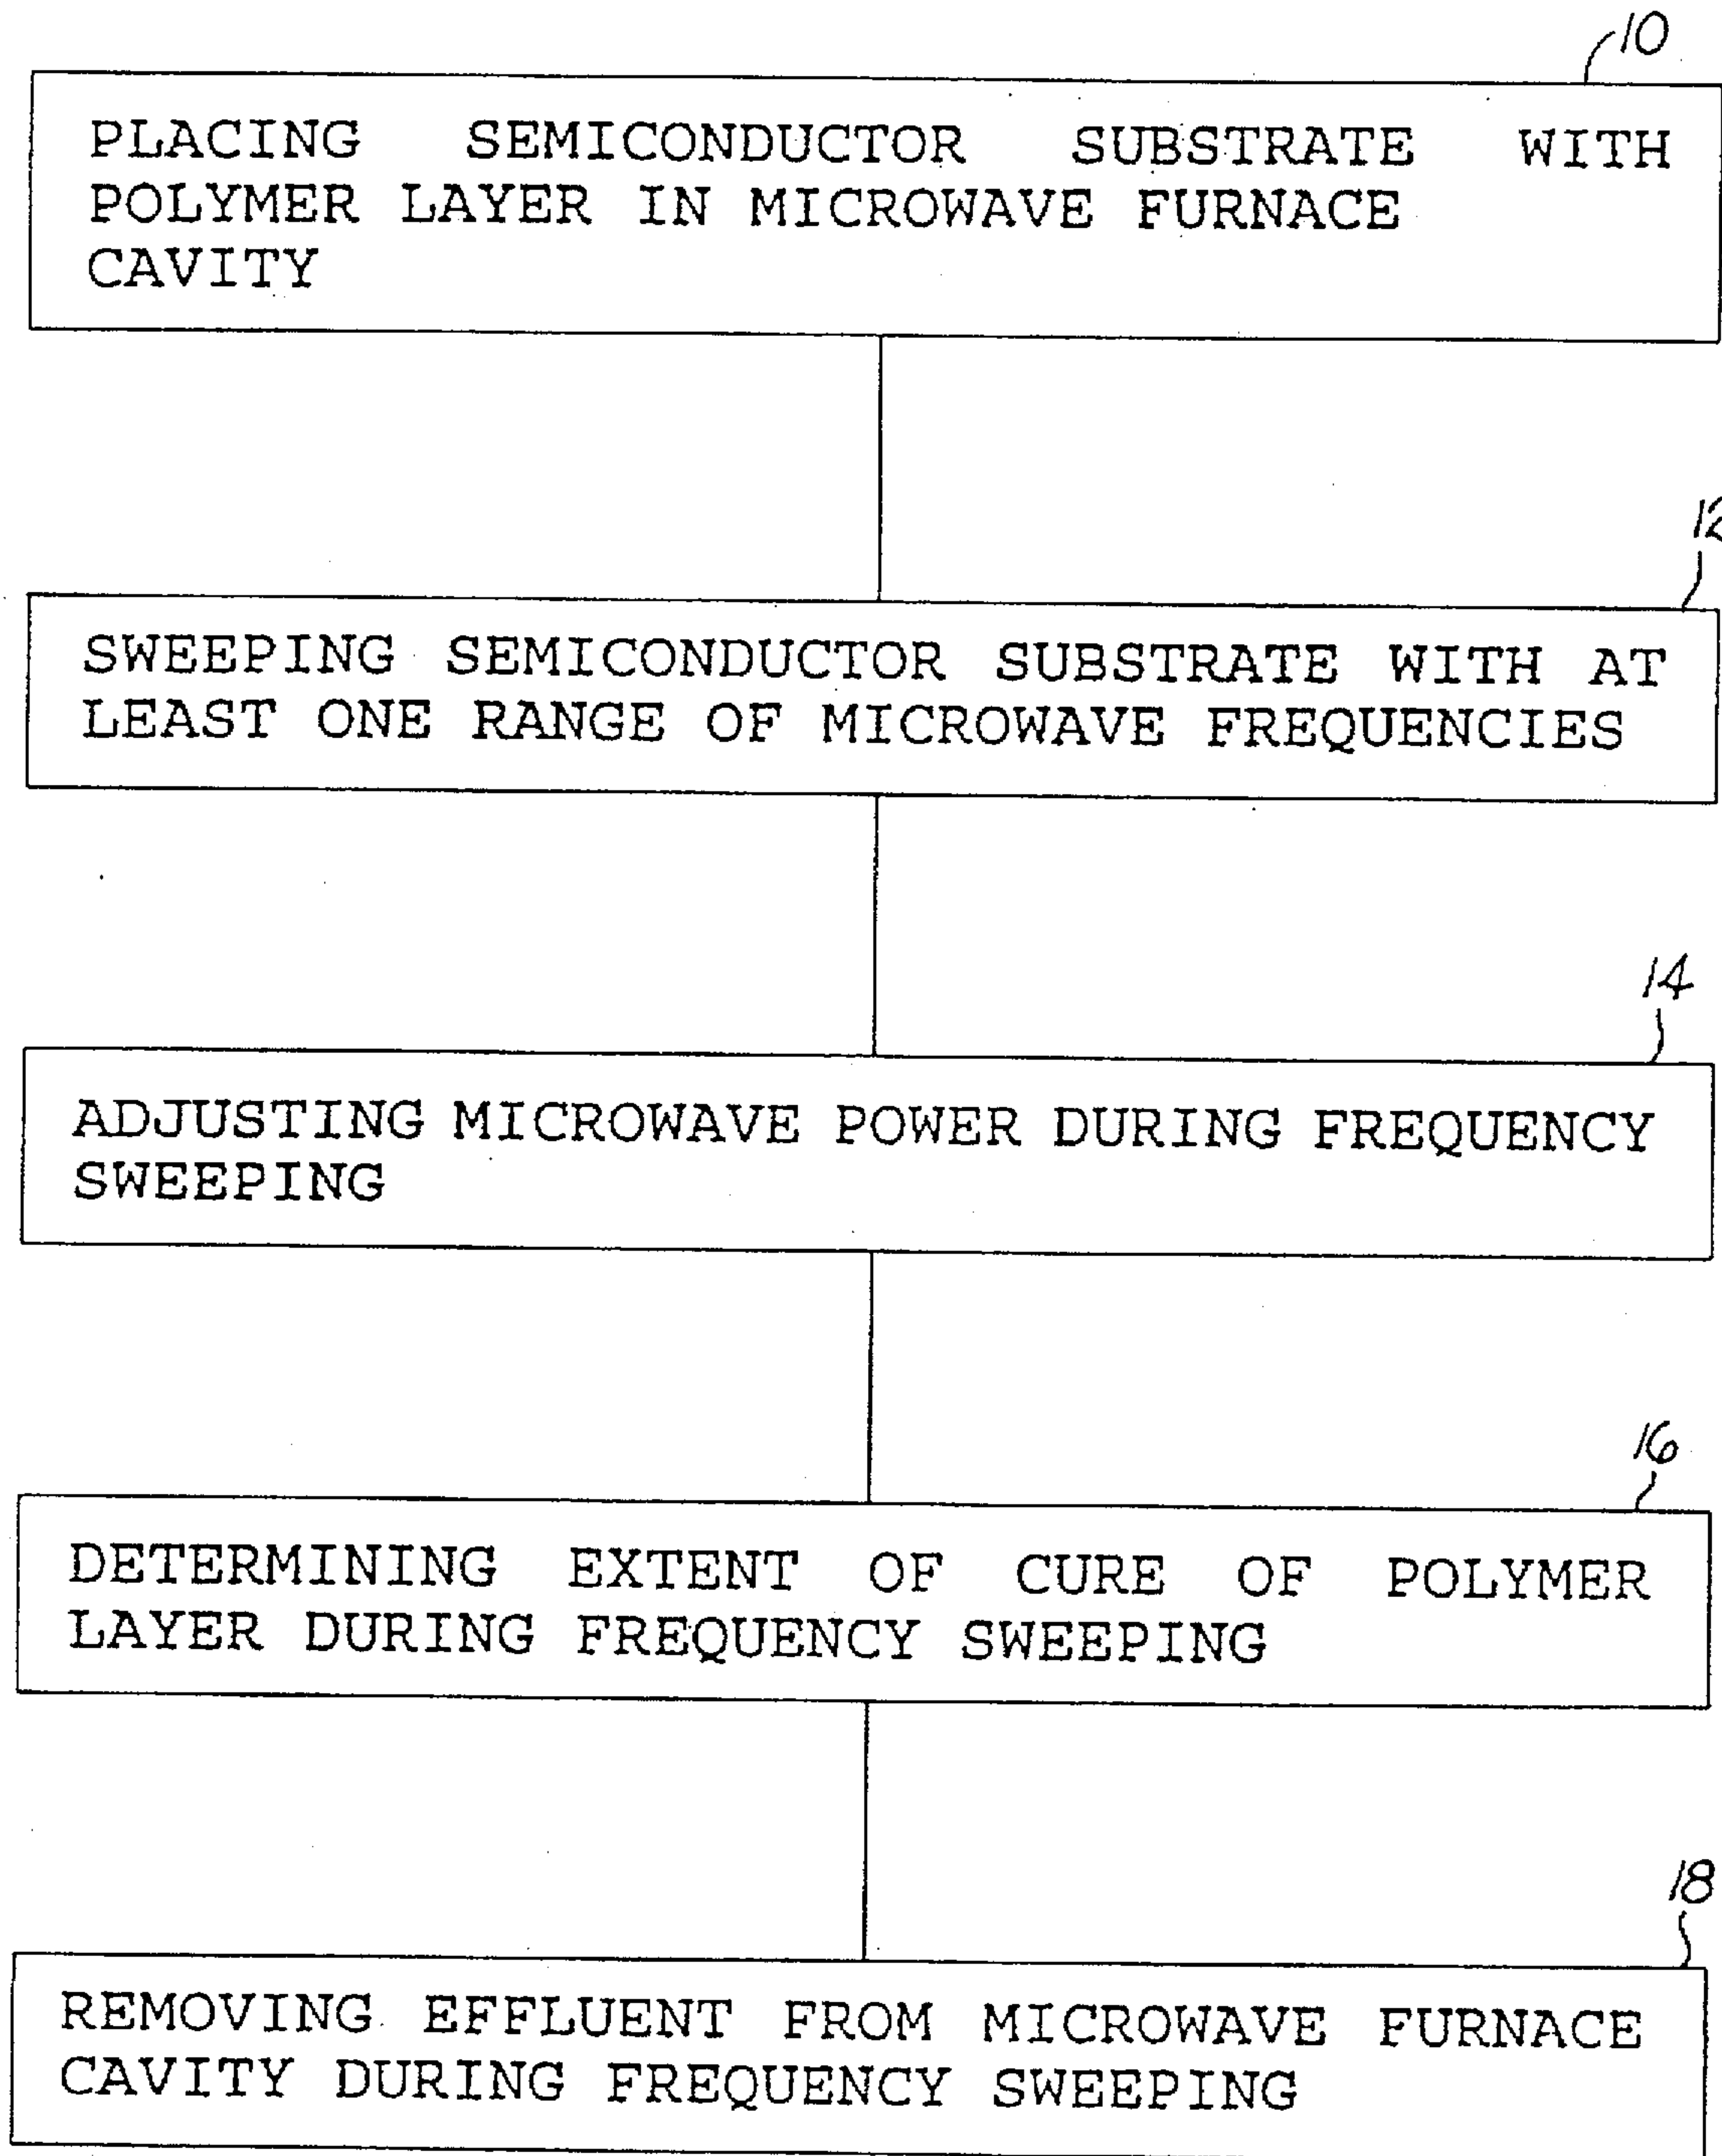 10
PLACING SEMICONDUCTOR SUBSTRATE WITH
POLYMER LAYER IN MICROWAVE FURNACE
CAVITY
12
SWEEPING SEMICONDUCTOR SUBSTRATE WITH AT
LEAST ONE RANGE OF MICROWAVE FREQUENCIES
14
ADJUSTING MICROWAVE POWER DURING FREQUENCY
SWEEPING
16
DETERMINING EXTENT OF CURE OF POLYMER
LAYER DURING FREQUENCY SWEEPING
18
REMOVING EFFLUENT FROM MICROWAVE FURNACE
CAVITY DURING FREQUENCY SWEEPING